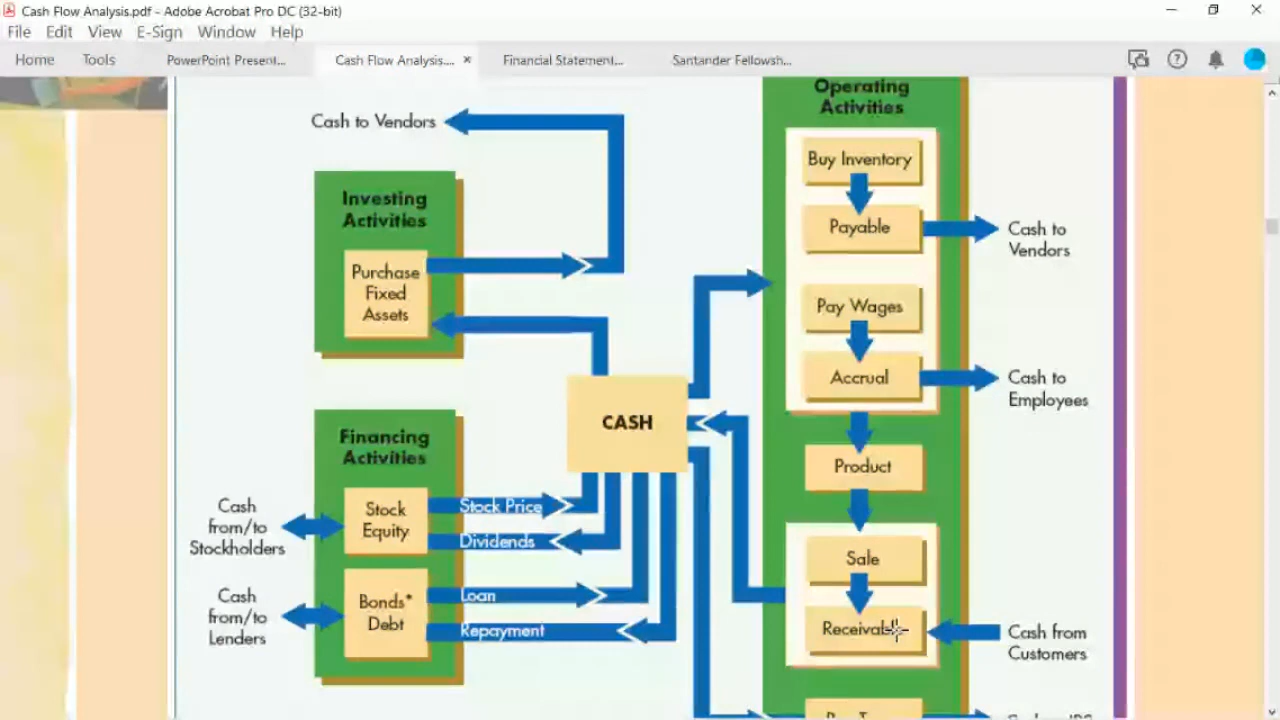 Cash Flow Analysis.pdf - Adobe Acrobat Pro DC (32-bit)
File Edit View E-Sign Window Help
Home Tools PowerPoint Present... Cash Flow Analysis.... × Financial Statement... Santander Fellowsh...
Operating
Activities
Cash to Vendors
Buy Inventory
Investing
Activities
Payable
Cash to
Vendors
Purchase
Fixed
Assets
Pay Wages
Accrual
Cash to
Employees
CASH
Financing
Activities
Product
Cash
from/to
Stockholders
Stock
Equity
Stock Price
Dividends
Sale
Cash
from/to
Lenders
Bonds*
Debt
Loan
Repayment
Receivable
Cash from
Customers